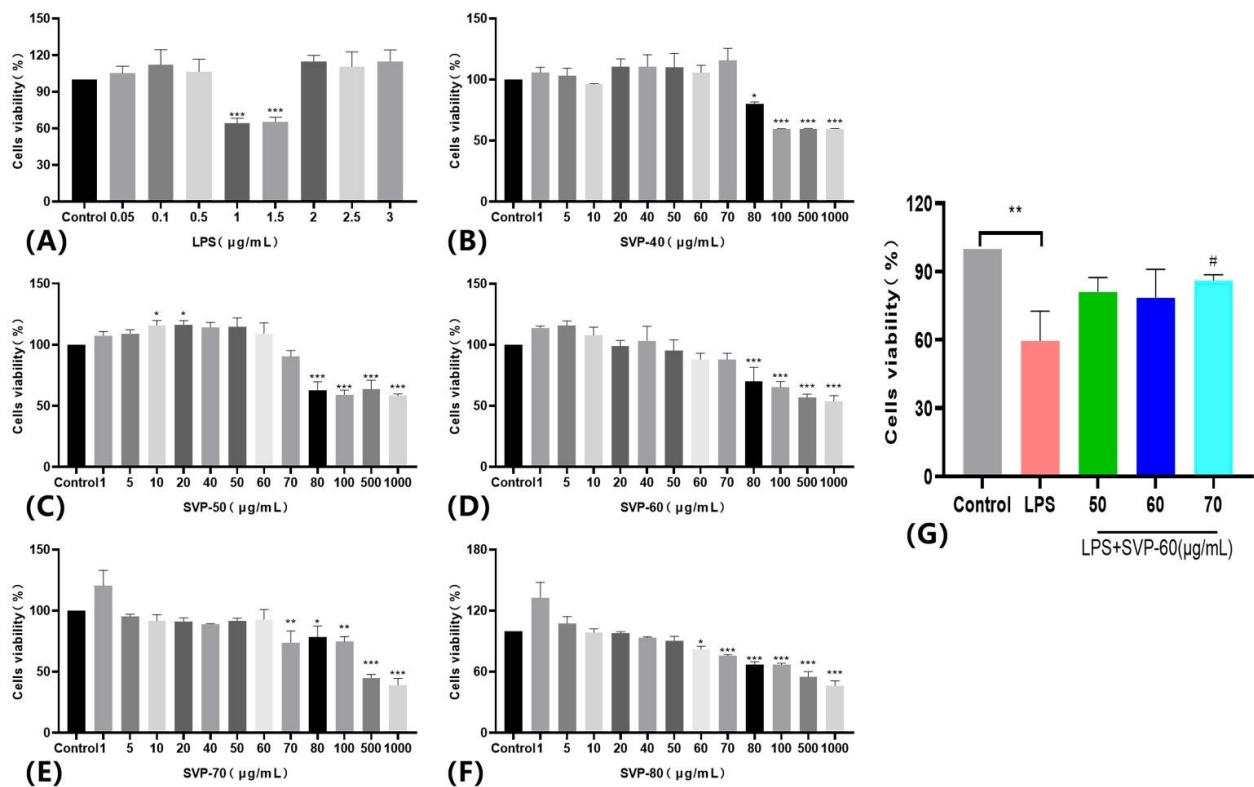 150
120
90
60
30
0
Cells viability(%)
*** ***
Control 0.05 0.1 0.5 1 1.5 2 2.5 3
LPS( μg/mL)
(A)
150
100
50
0
Cells viability(%)
* *** *** ***
Control 1 5 10 20 40 50 60 70 80 100 500 1000
SVP-40( μg/mL)
(B)
150
100
50
0
Cells viability(%)
* * *** *** *** ***
Control 1 5 10 20 40 50 60 70 80 100 500 1000
SVP-50( μg/mL)
(C)
150
100
50
0
Cells viability(%)
*** *** *** ***
Control 1 5 10 20 40 50 60 70 80 100 500 1000
SVP-60( μg/mL)
(D)
150
100
50
0
Cells viability(%)
** * ** *** ***
Control 1 5 10 20 40 50 60 70 80 100 500 1000
SVP-70( μg/mL)
(E)
180
120
60
0
Cells viability(%)
* *** *** *** *** ***
Control 1 5 10 20 40 50 60 70 80 100 500 1000
SVP-80( μg/mL)
(F)
120
90
60
30
0
Cells viability(%)
** #
Control LPS 50 60 70
LPS+SVP-60(μg/mL)
(G)